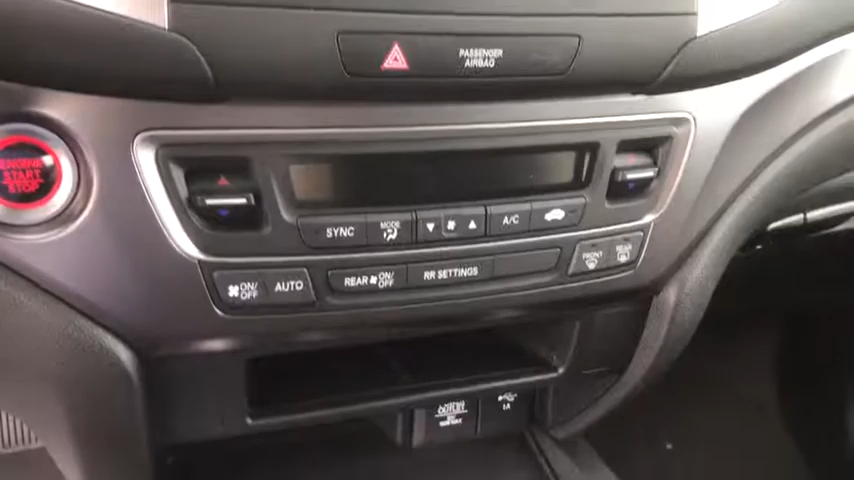 PASSENGER
AIRBAG
ENGINE
START
STOP
SYNC
MODE
A/C
ON/
OFF
AUTO
REAR ON/
OFF
RR SETTINGS
FRONT
REAR
1A